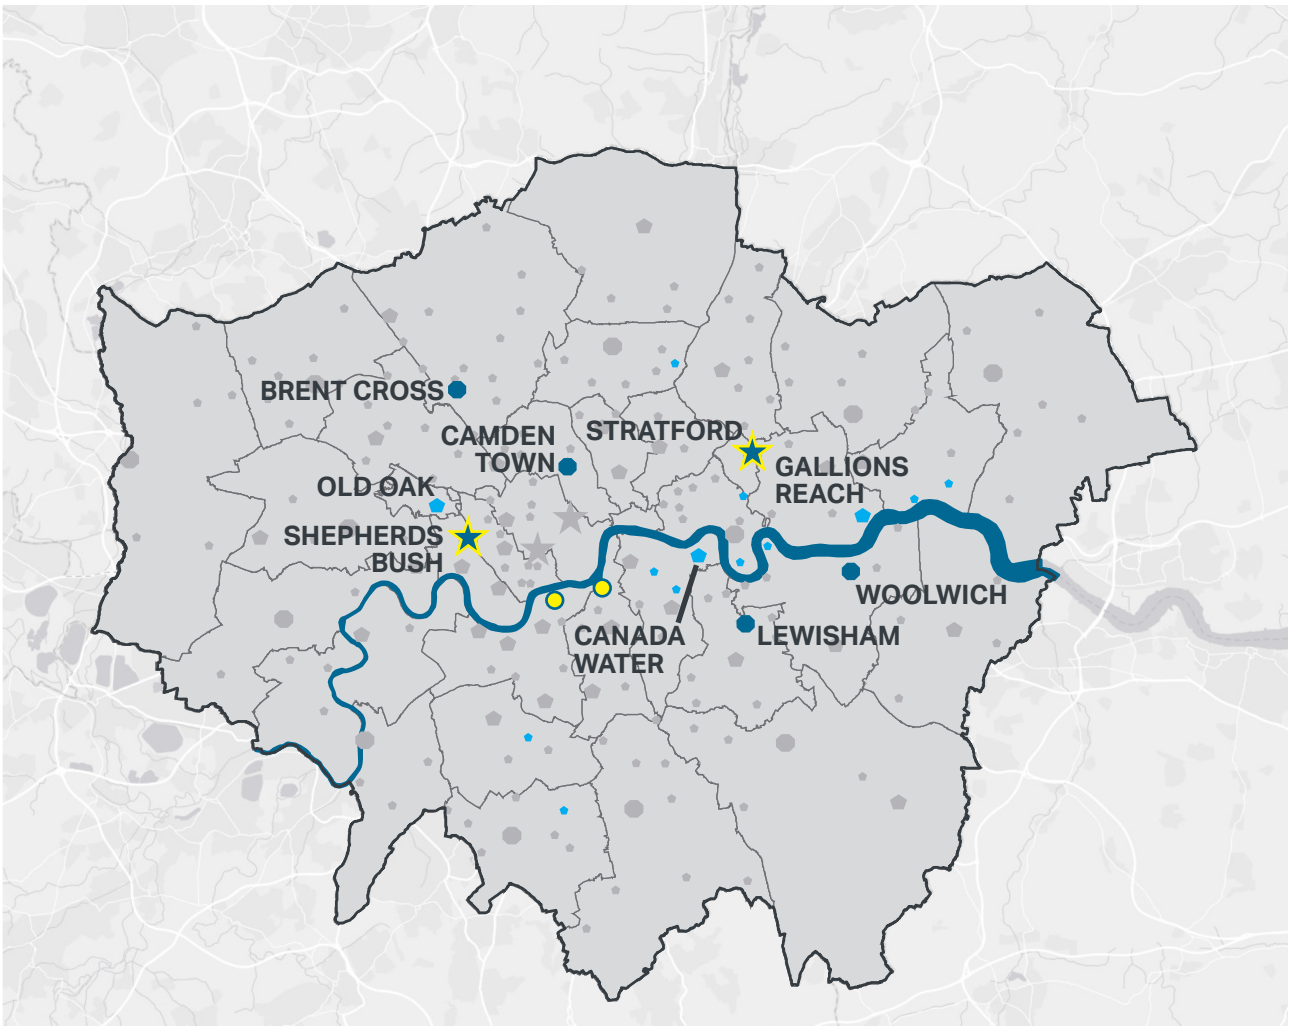 BRENT CROSS
CAMDEN
TOWN
STRATFORD
GALLIONS
REACH
OLD OAK
SHEPHERDS
BUSH
WOOLWICH
CANADA
WATER
LEWISHAM